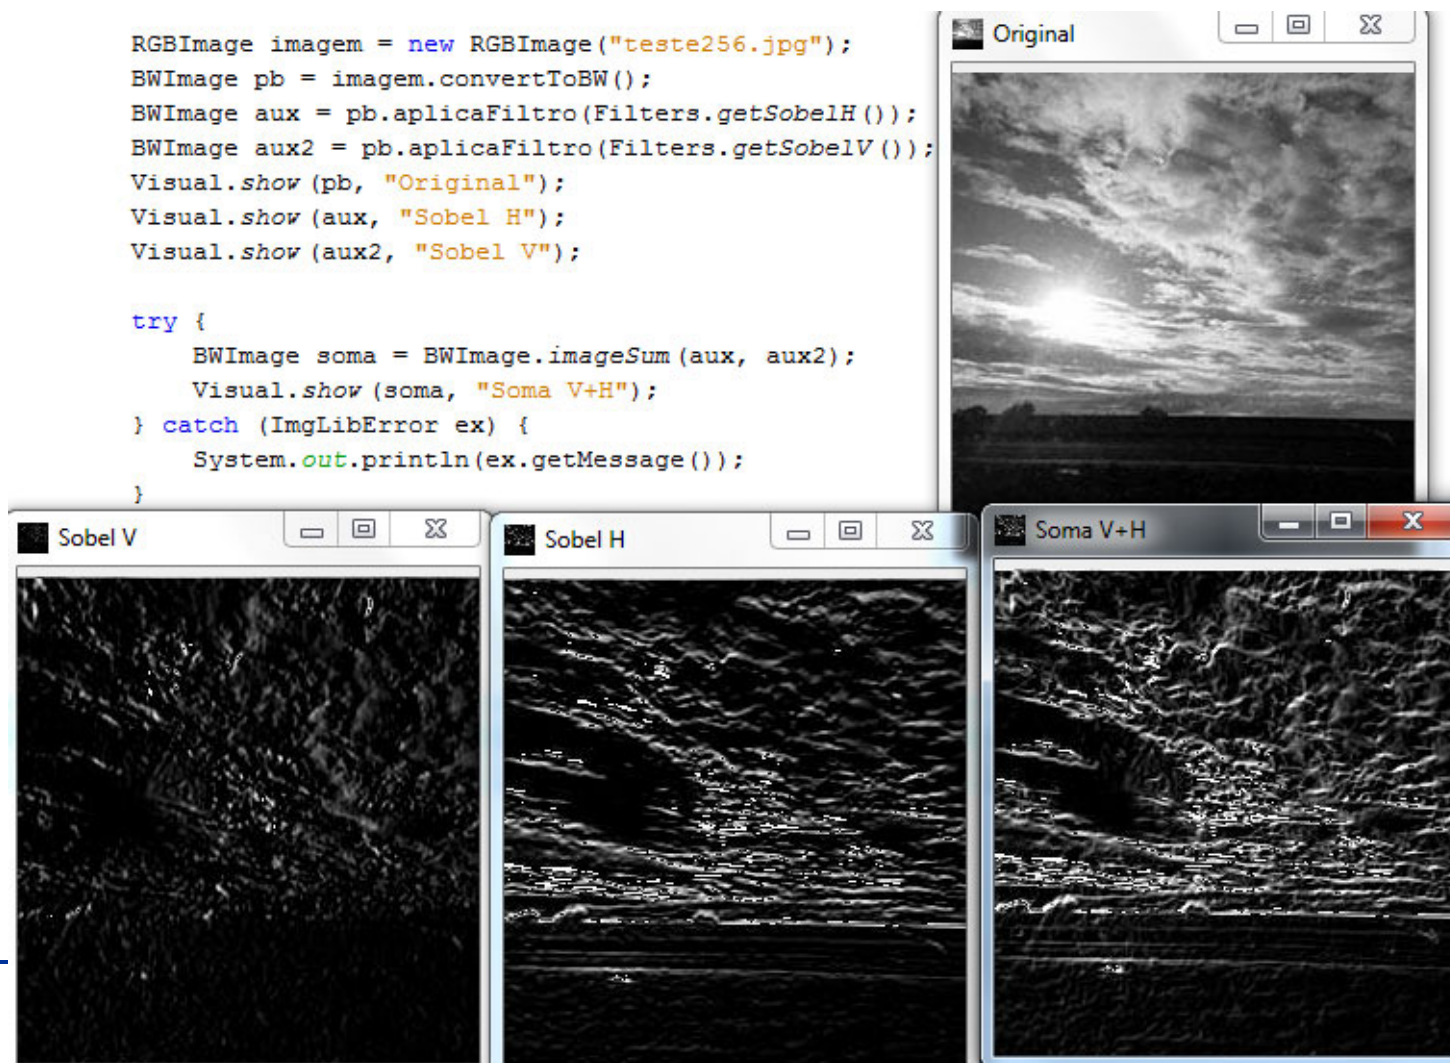 RGBImage imagem = new RGBImage("teste256.jpg");
BWImage pb = imagem.convertToBW();
BWImage aux = pb.aplicaFiltro(Filters.getSobelH());
BWImage aux2 = pb.aplicaFiltro(Filters.getSobelV());
Visual.show(pb, "Original");
Visual.show(aux, "Sobel H");
Visual.show(aux2, "Sobel V");
try {
BWImage soma = BWImage.imageSum(aux, aux2);
Visual.show(soma, "Soma V+H");
} catch (ImgLibError ex) {
System.out.println(ex.getMessage());
}
Original
Sobel V
Sobel H
Soma V+H